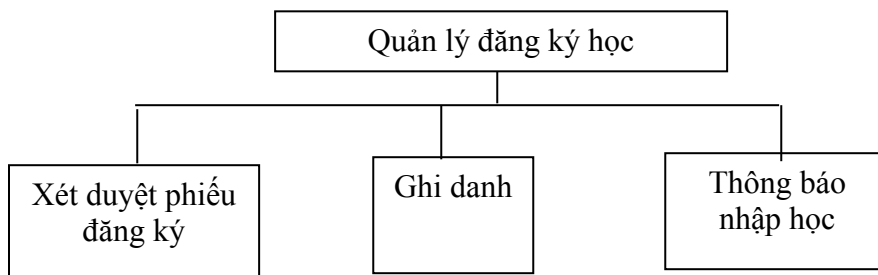 Quản lý đăng ký học
Xét duyệt phiếu
đăng ký
Ghi danh
Thông báo
nhập học